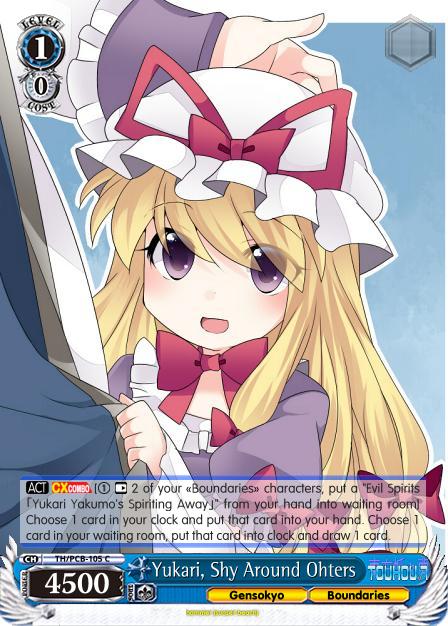 LEVEL
1
0
COST
ACT CXCOMBO [① 2 of your «Boundaries» characters, put a "Evil Spirits
「Yukari Yakumo's Spiriting Away」" from your hand into waiting room]
Choose 1 card in your clock and put that card into your hand. Choose 1
card in your waiting room, put that card into clock and draw 1 card.
CH TH/PCB-105 C
POWER 4500 SOUL Yukari, Shy Around Ohters TOUHOU
Gensokyo Boundaries